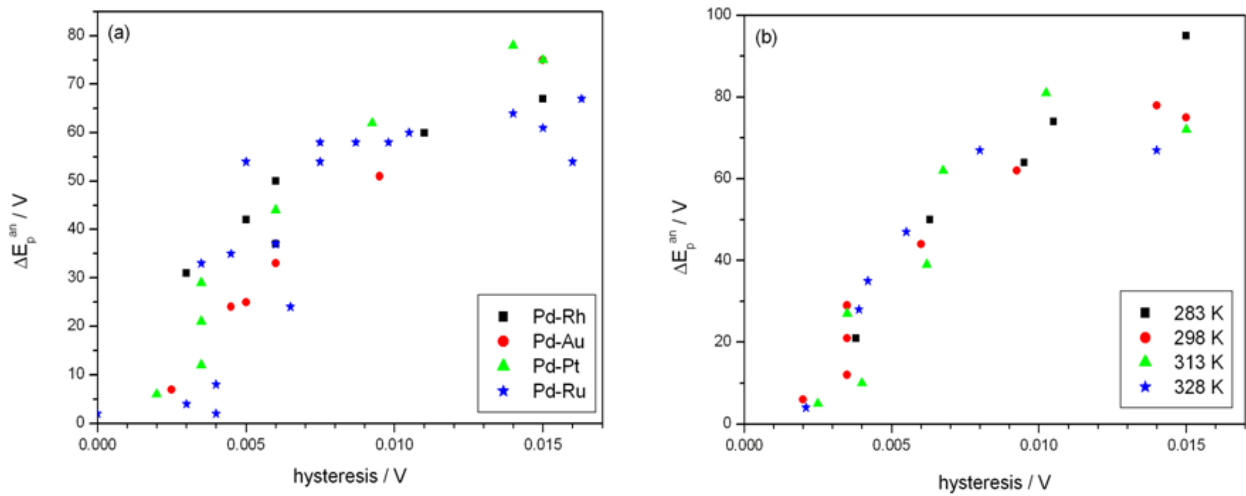 (a)
80
70
60
50
40
30
20
10
0
ΔE_p^an / V
0.000
0.005
0.010
0.015
hysteresis / V
Pd-Rh
Pd-Au
Pd-Pt
Pd-Ru
(b)
100
80
60
40
20
0
ΔE_p^an / V
0.000
0.005
0.010
0.015
hysteresis / V
283 K
298 K
313 K
328 K